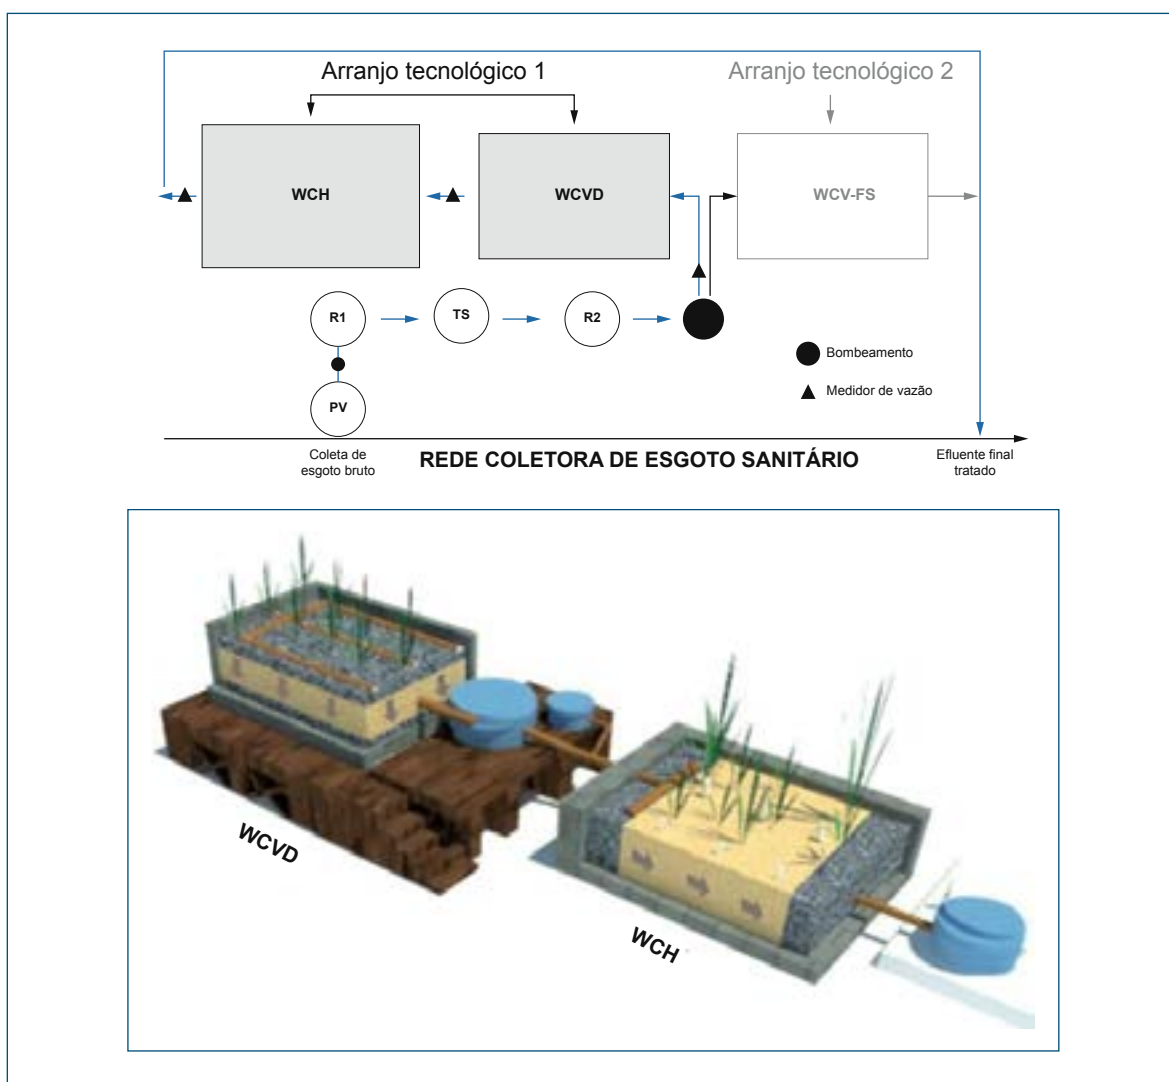 Arranjo tecnológico 1
Arranjo tecnológico 2
WCH
WCVD
WCV-FS
R1
TS
R2
Bombeamento
Medidor de vazão
PV
Coleta de
esgoto bruto
REDE COLETORA DE ESGOTO SANITÁRIO
Efluente final
tratado
WCVD
WCH